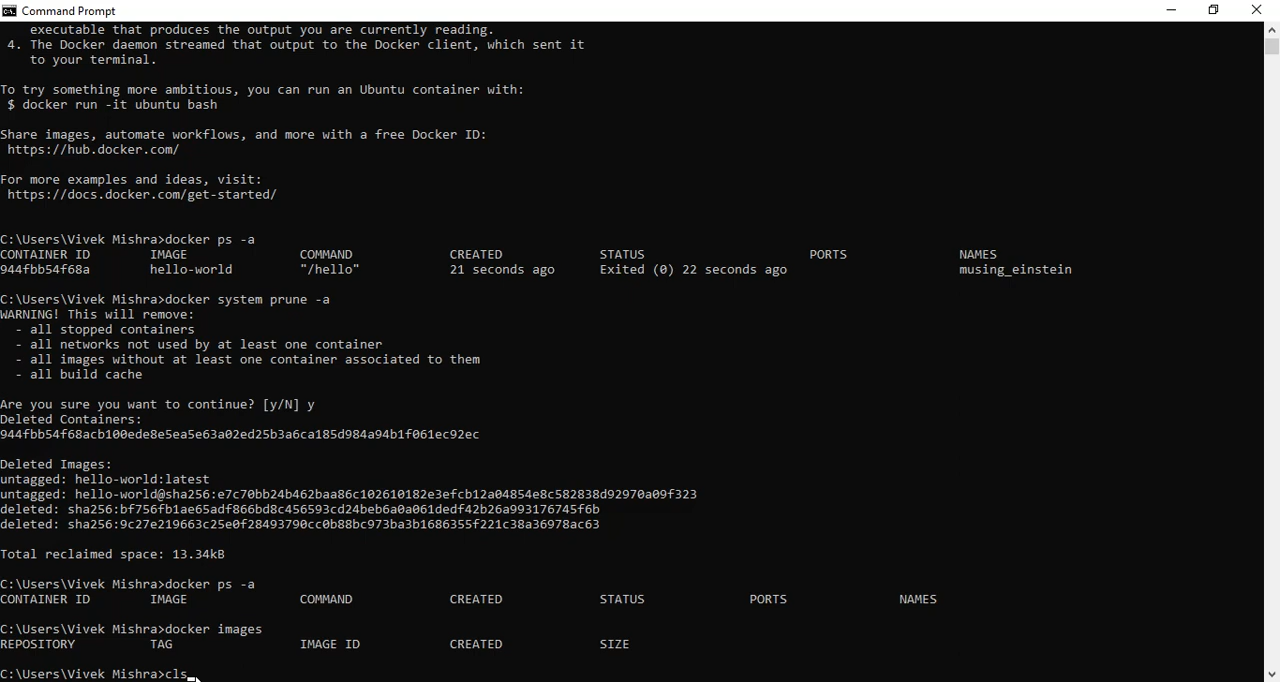 Command Prompt
executable that produces the output you are currently reading.
4. The Docker daemon streamed that output to the Docker client, which sent it
to your terminal.
To try something more ambitious, you can run an Ubuntu container with:
$ docker run -it ubuntu bash
Share images, automate workflows, and more with a free Docker ID:
https://hub.docker.com/
For more examples and ideas, visit:
https://docs.docker.com/get-started/
C:\Users\Vivek Mishra>docker ps -a
CONTAINER ID IMAGE COMMAND CREATED STATUS PORTS NAMES
944fbb54f68a hello-world "/hello" 21 seconds ago Exited (0) 22 seconds ago musing_einstein
C:\Users\Vivek Mishra>docker system prune -a
WARNING! This will remove:
- all stopped containers
- all networks not used by at least one container
- all images without at least one container associated to them
- all build cache
Are you sure you want to continue? [y/N] y
Deleted Containers:
944fbb54f68acb100ede8e5ea5e63a02ed25b3a6ca185d984a94b1f061ec92ec
Deleted Images:
untagged: hello-world:latest
untagged: hello-world@sha256:e7c70bb24b462baa86c102610182e3efcb12a04854e8c582838d92970a09f323
deleted: sha256:bf756fb1ae65adf866bd8c456593cd24beb6a0a061dedf42b26a993176745f6b
deleted: sha256:9c27e219663c25e0f28493790cc0b88bc973ba3b1686355f221c38a36978ac63
Total reclaimed space: 13.34kB
C:\Users\Vivek Mishra>docker ps -a
CONTAINER ID IMAGE COMMAND CREATED STATUS PORTS NAMES
C:\Users\Vivek Mishra>docker images
REPOSITORY TAG IMAGE ID CREATED SIZE
C:\Users\Vivek Mishra>cls